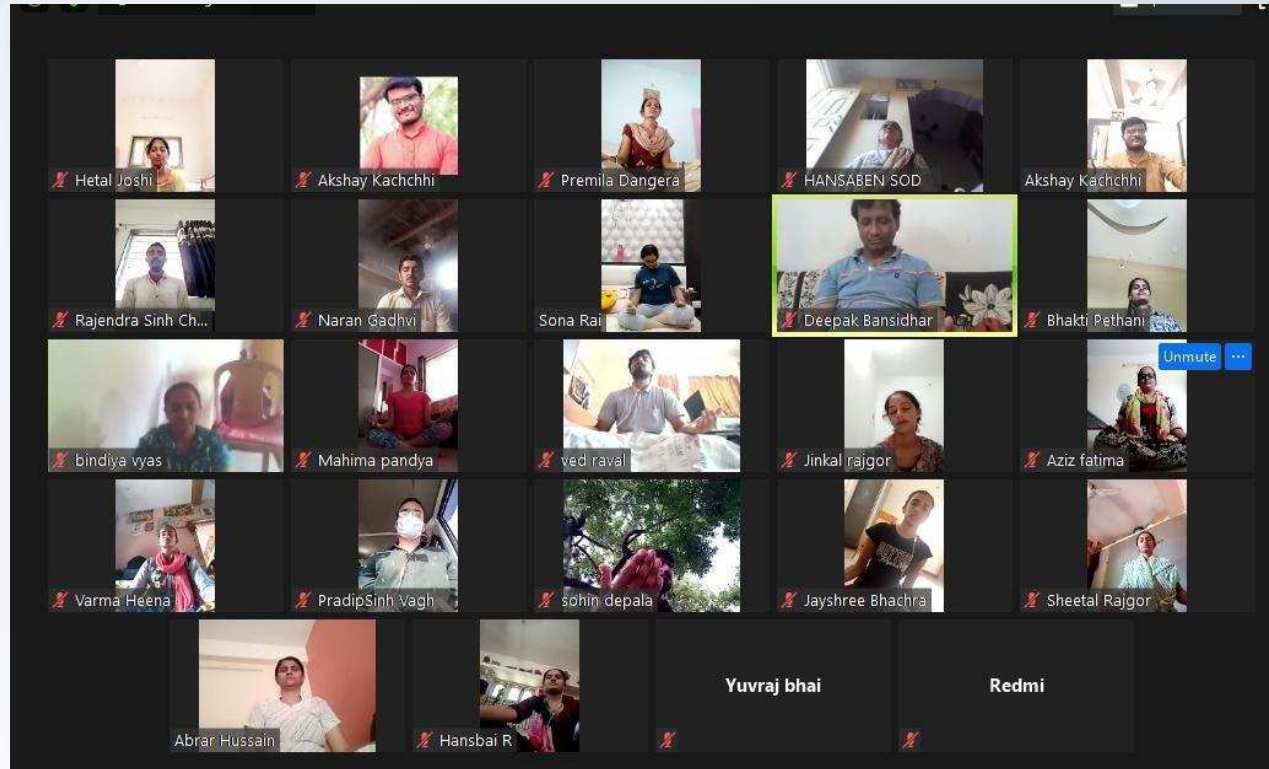 Hetal Joshi
Akshay Kachchhi
Premila Dangera
HANSABEN SOD
Akshay Kachchhi
Rajendra Sinh Ch...
Naran Gadhvi
Sona Rai
Deepak Bansidhar
Bhakti Pethani
Unmute ...
bindiya vyas
Mahima pandya
ved raval
Jinkal rajgor
Aziz fatima
Varma Heena
PradipSinh Vagh
sohin depala
Jayshree Bhachra
Sheetal Rajgor
Yuvraj bhai
Redmi
Abrar Hussain
Hansbai R